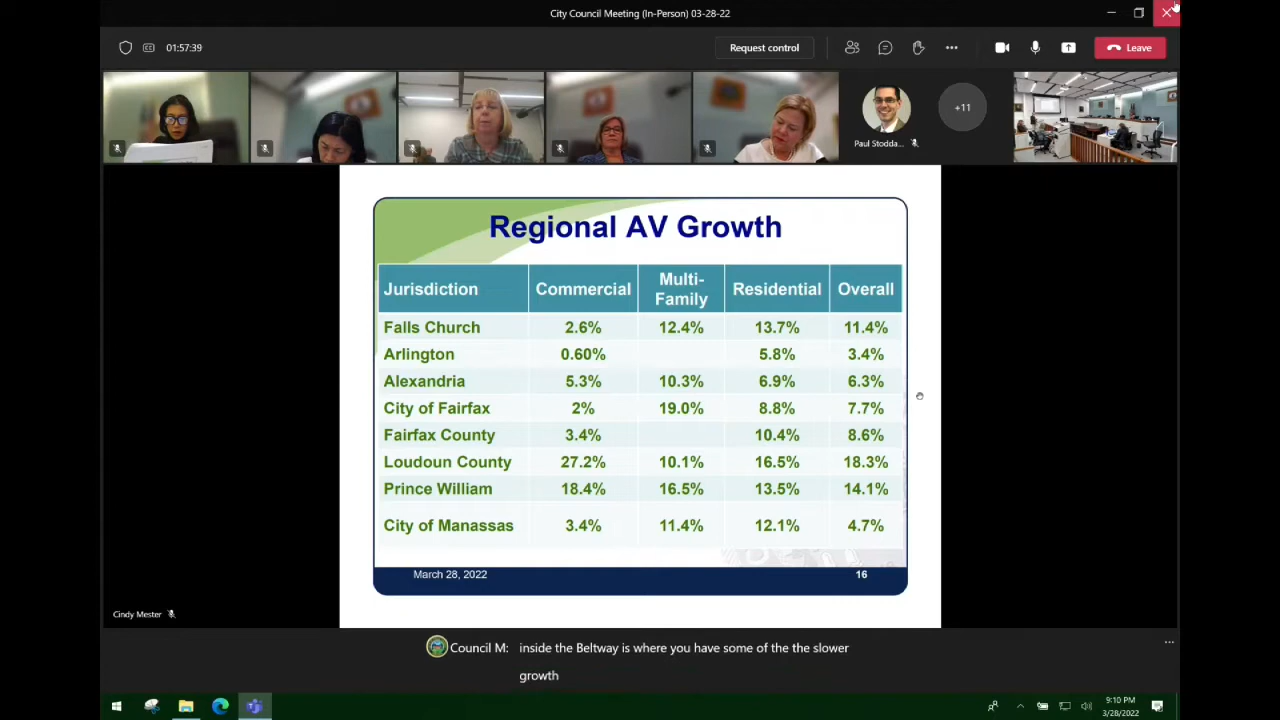 City Council Meeting (In-Person) 03-28-22
01:57:39
Request control
Leave
+11
Paul Stodda...
Regional AV Growth
Jurisdiction Commercial Multi-Family Residential Overall
Falls Church 2.6% 12.4% 13.7% 11.4%
Arlington 0.60% 5.8% 3.4%
Alexandria 5.3% 10.3% 6.9% 6.3%
City of Fairfax 2% 19.0% 8.8% 7.7%
Fairfax County 3.4% 10.4% 8.6%
Loudoun County 27.2% 10.1% 16.5% 18.3%
Prince William 18.4% 16.5% 13.5% 14.1%
City of Manassas 3.4% 11.4% 12.1% 4.7%
March 28, 2022 16
Cindy Mester
Council M: inside the Beltway is where you have some of the the slower
growth
9:10 PM
3/28/2022